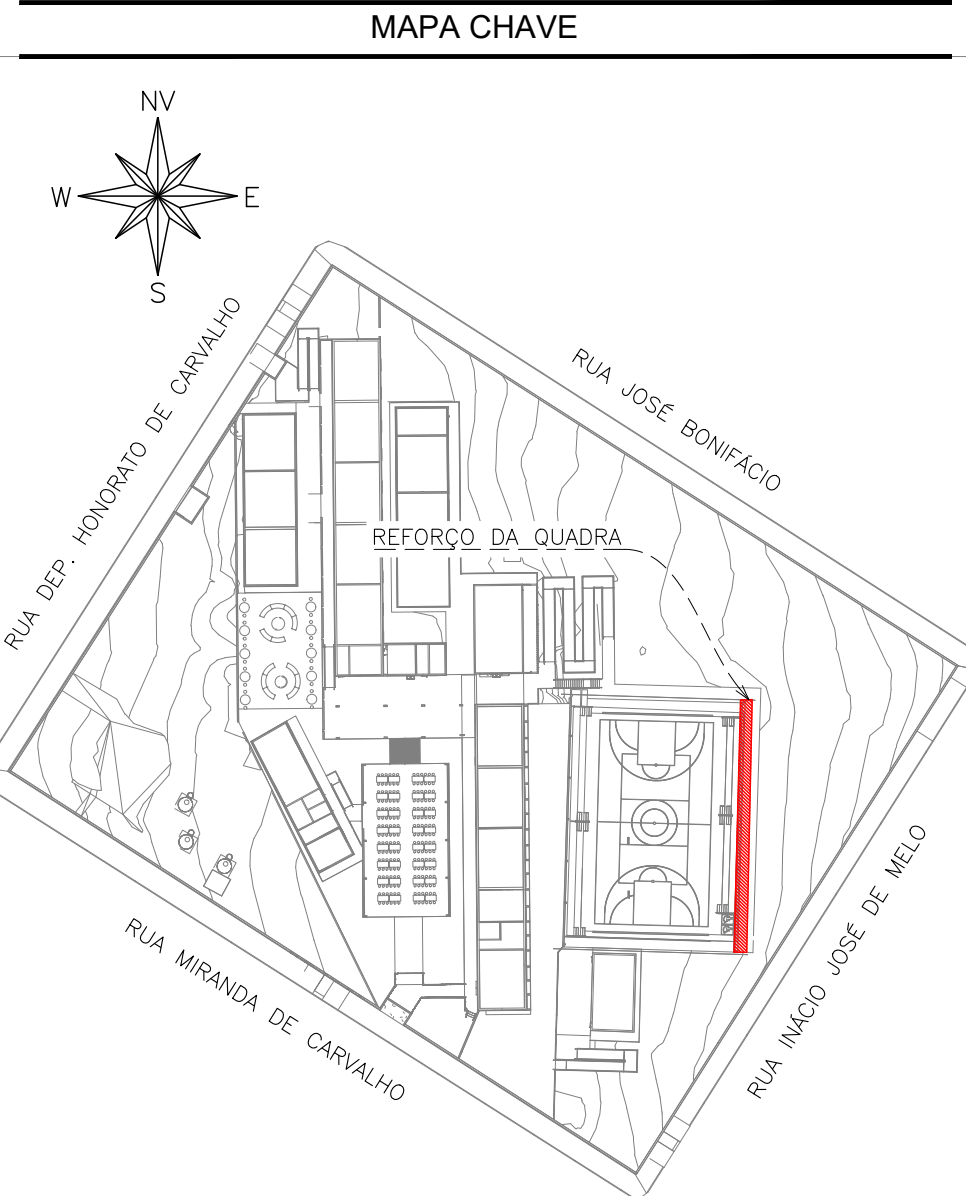 MAPA CHAVE
NV
W
E
S
RUA DEP. HONORATO DE CARVALHO
RUA JOSÉ BONIFÁCIO
REFORÇO DA QUADRA
RUA MIRANDA DE CARVALHO
RUA INÁCIO JOSÉ DE MELO